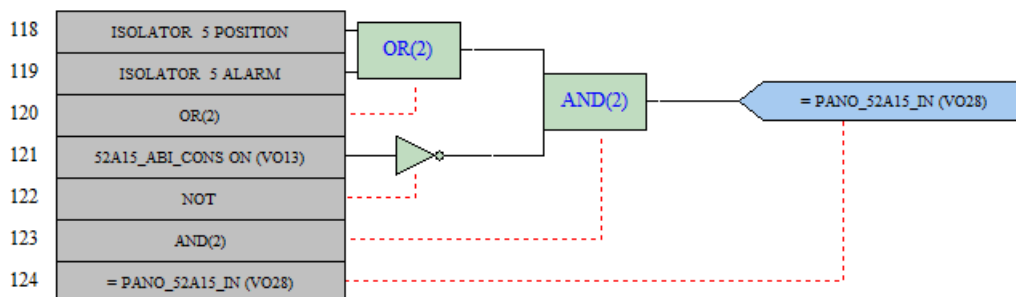 118 ISOLATOR 5 POSITION
119 ISOLATOR 5 ALARM
120 OR(2)
121 52A15_ABI_CONS ON (VO13)
122 NOT
123 AND(2)
124 = PANO_52A15_IN (VO28)
OR(2)
AND(2)
= PANO_52A15_IN (VO28)